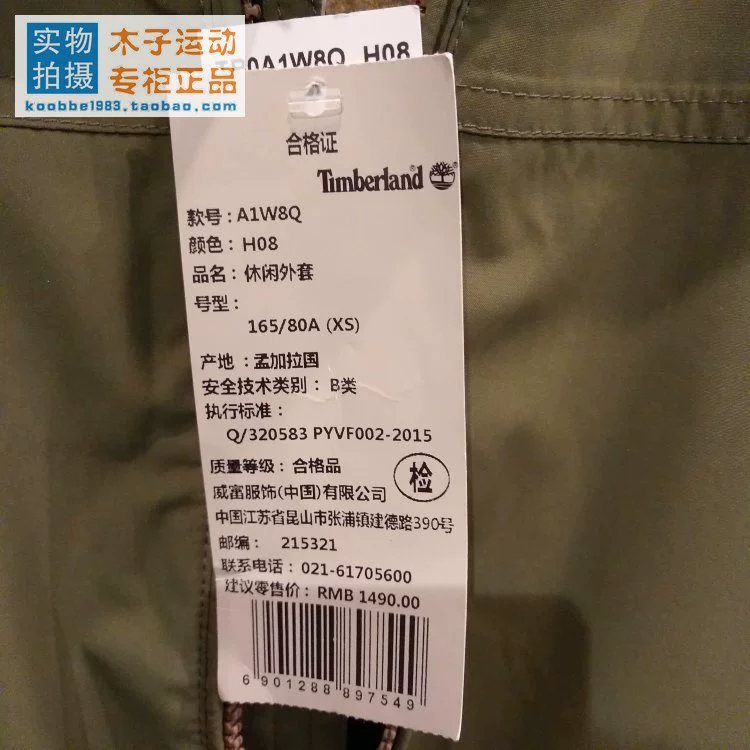 实物
拍摄
木子运动
专柜正品
koobbe1983.taobao.com
TB0A1W8Q H08
合格证
Timberland
款号：A1W8Q
颜色：H08
品名：休闲外套
号型：
165/80A (XS)
产地：孟加拉国
安全技术类别：B类
执行标准：
Q/320583 PYVF002-2015
质量等级：合格品
检
威富服饰(中国)有限公司
中国江苏省昆山市张浦镇建德路390号
邮编： 215321
联系电话：021-61705600
建议零售价：RMB 1490.00
6 901288 897549